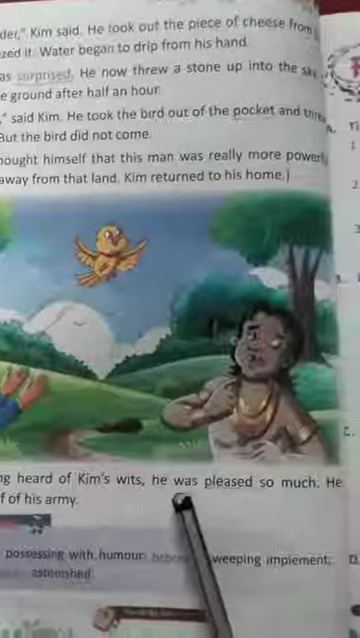 der," Kim said. He took out the piece of cheese from
zed it. Water began to drip from his hand.
as surprised. He now threw a stone up into the sky
e ground after half an hour
," said Kim. He took the bird out of the pocket and
But the bird did not come.
hought himself that this man was really more
away from that land. Kim returned to his home.)
ng heard of Kim's wits, he was pleased so much. He
f of his army.
possessing with humour weeping implement.
astonished